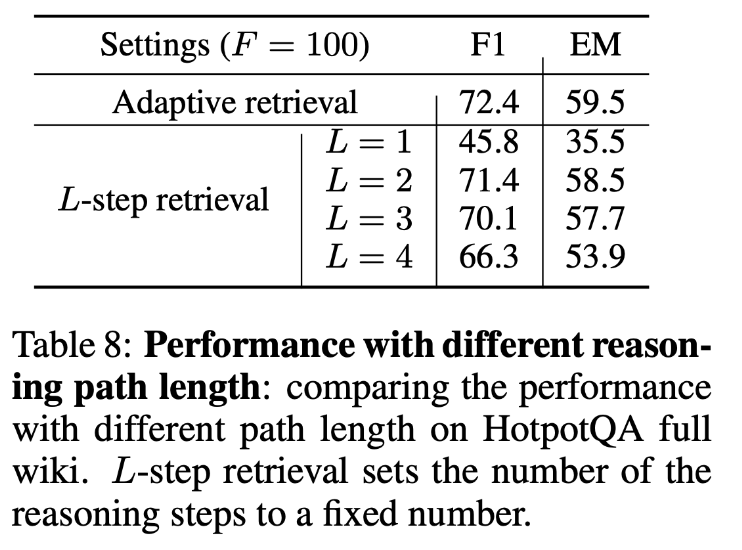 Settings (F = 100) F1 EM
Adaptive retrieval 72.4 59.5
L = 1 45.8 35.5
L = 2 71.4 58.5
L-step retrieval
L = 3 70.1 57.7
L = 4 66.3 53.9
Table 8: Performance with different reason-
ing path length: comparing the performance
with different path length on HotpotQA full
wiki. L-step retrieval sets the number of the
reasoning steps to a fixed number.